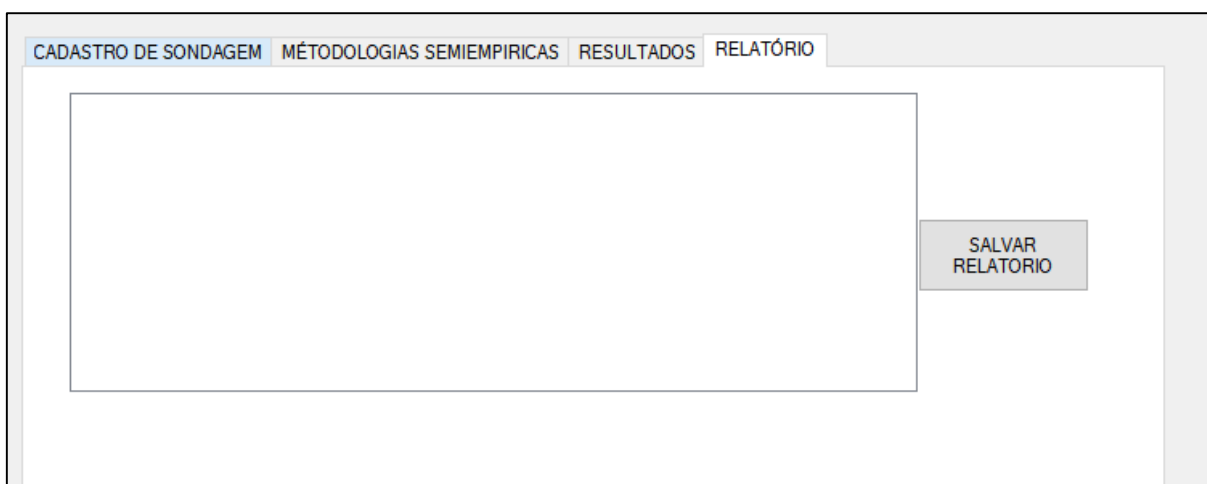 CADASTRO DE SONDAGEM MÉTODOLOGIAS SEMIEMPIRICAS RESULTADOS RELATÓRIO
SALVAR
RELATORIO